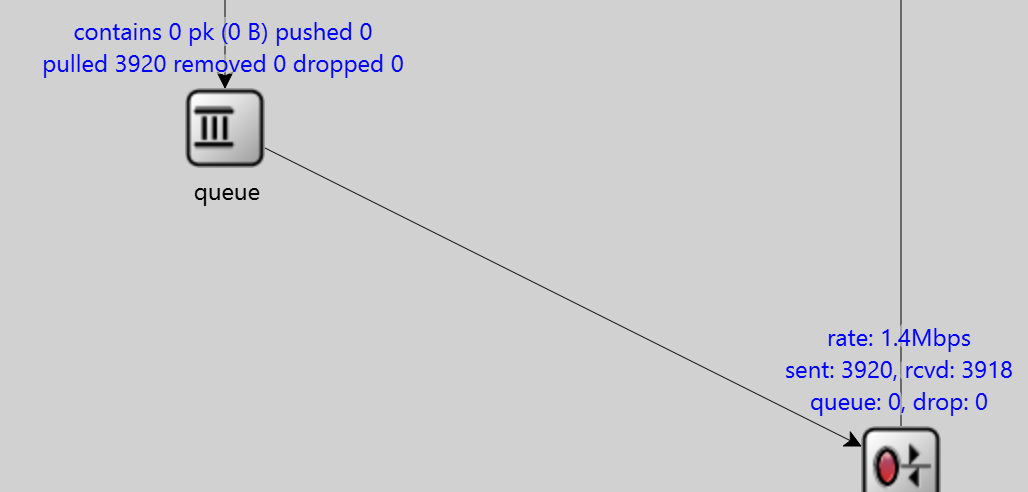 contains 0 pk (0 B) pushed 0
pulled 3920 removed 0 dropped 0
queue
rate: 1.4Mbps
sent: 3920, rcvd: 3918
queue: 0, drop: 0